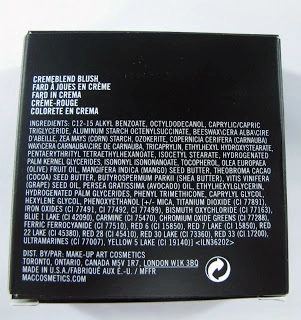 CREMEBLEND BLUSH
FARD À JOUES EN CRÈME
FARD IN CREMA
CRÈME-ROUGE
COLORETE EN CREMA
INGREDIENTS: C12-15 ALKYL BENZOATE, OCTYLDODECANOL, CAPRYLIC/CAPRIC
TRIGLYCERIDE, ALUMINUM STARCH OCTENYLSUCCINATE, BEESWAX\CERA ALBA\CIRE
D'ABEILLE, ZEA MAYS (CORN) STARCH, OZOKERITE, COPERNICIA CERIFERA (CARNAUBA)
WAX\CERA CARNAUBA\CIRE DE CARNAUBA, TRICAPRYLIN, ETHYLHEXYL HYDROXYSTEARATE,
PENTAERYTHRITYL TETRAETHYLHEXANOATE, ISOCETYL STEARATE, HYDROGENATED
PALM KERNEL GLYCERIDES, ISONONYL ISONONANOATE, TOCOPHEROL, OLEA EUROPAEA
(OLIVE) FRUIT OIL, MANGIFERA INDICA (MANGO) SEED BUTTER, THEOBROMA CACAO
(COCOA) SEED BUTTER, BUTYROSPERMUM PARKII (SHEA BUTTER), VITIS VINIFERA
(GRAPE) SEED OIL, PERSEA GRATISSIMA (AVOCADO) OIL, ETHYLHEXYLGLYCERIN,
HYDROGENATED PALM GLYCERIDES, PHENYL TRIMETHICONE, CAPRYLYL GLYCOL,
HEXYLENE GLYCOL, PHENOXYETHANOL [+/- MICA, TITANIUM DIOXIDE (CI 77891),
IRON OXIDES (CI 77491, CI 77492, CI 77499), BISMUTH OXYCHLORIDE (CI 77163),
BLUE 1 LAKE (CI 42090), CARMINE (CI 75470), CHROMIUM OXIDE GREENS (CI 77288),
FERRIC FERROCYANIDE (CI 77510), RED 6 (CI 15850), RED 7 LAKE (CI 15850), RED
22 LAKE (CI 45380), RED 28 (CI 45410), RED 30 LAKE (CI 73360), RED 33 (CI 17200),
ULTRAMARINES (CI 77007), YELLOW 5 LAKE (CI 19140)] <ILN36202>
DIST. BY/PAR: MAKE-UP ART COSMETICS
TORONTO, ONTARIO, CANADA M5V 1R7, LONDON W1K 3BQ
MADE IN U.S.A./FABRIQUÉ AUX É.-U. / MFFR
MACCOSMETICS.COM